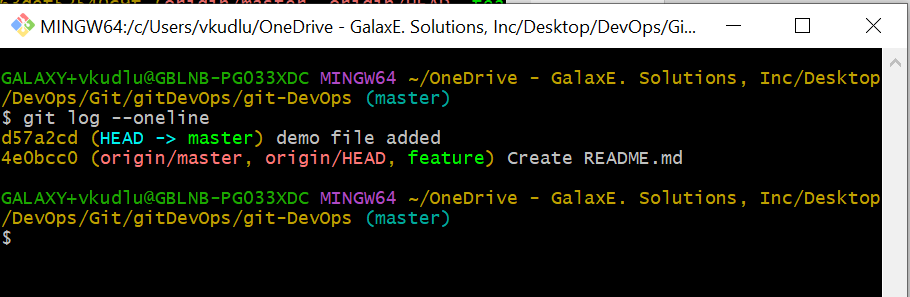 MINGW64:/c/Users/vkudlu/OneDrive - GalaxE. Solutions, Inc/Desktop/DevOps/Gi...
GALAXY+vkudlu@GBLNB-PG033XDC MINGW64 ~/OneDrive - GalaxE. Solutions, Inc/Desktop
/DevOps/Git/gitDevOps/git-DevOps (master)
$ git log --oneline
d57a2cd (HEAD -> master) demo file added
4e0bcc0 (origin/master, origin/HEAD, feature) Create README.md
GALAXY+vkudlu@GBLNB-PG033XDC MINGW64 ~/OneDrive - GalaxE. Solutions, Inc/Desktop
/DevOps/Git/gitDevOps/git-DevOps (master)
$